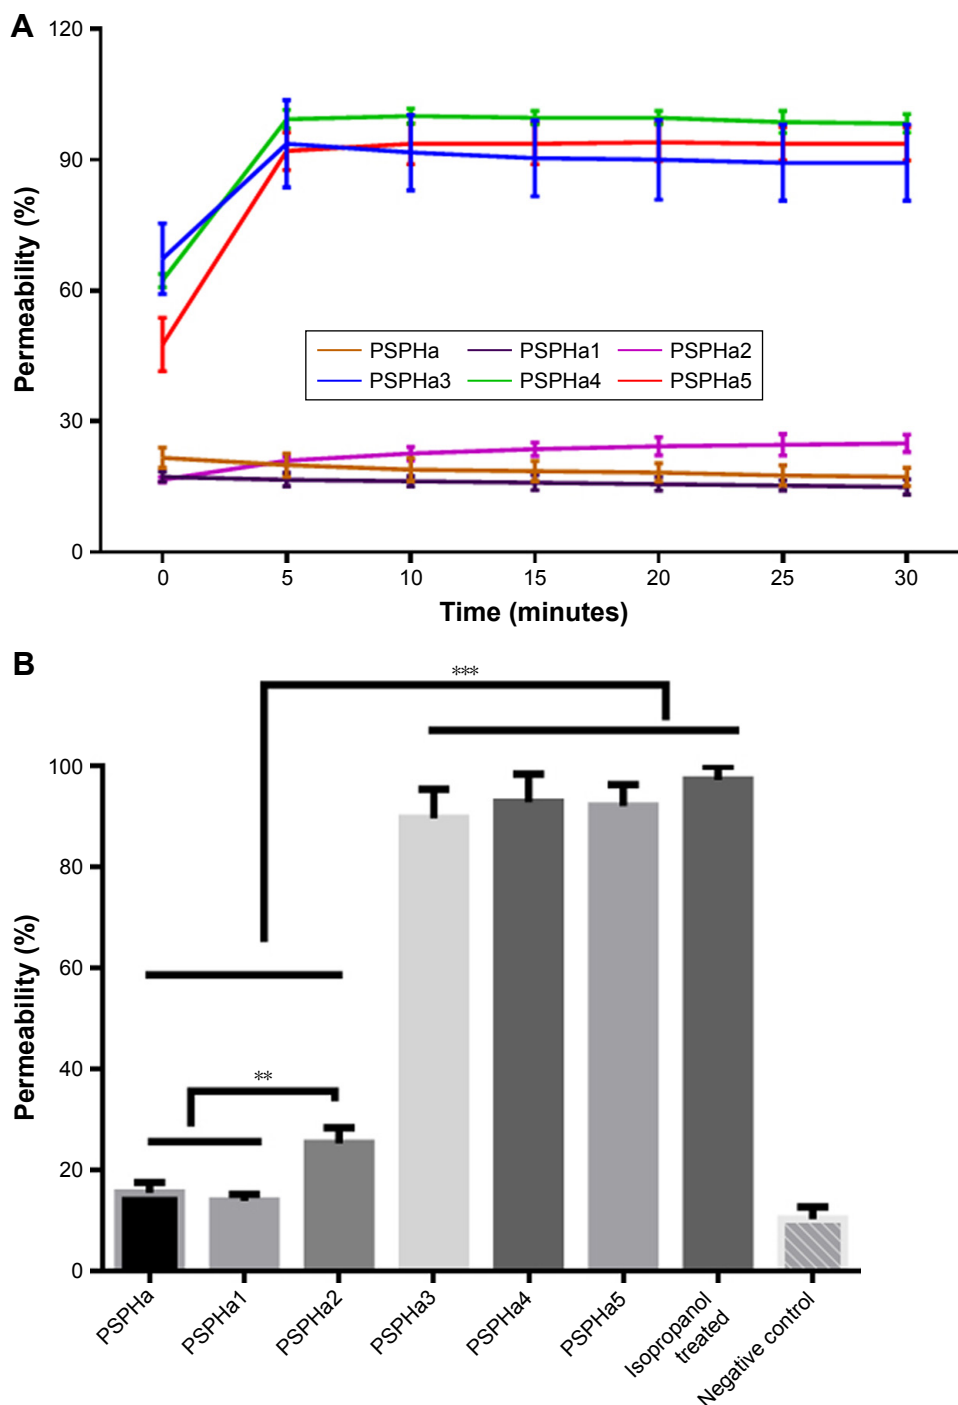 A
120
90
60
30
0
Permeability (%)
PSPHa PSPHa1 PSPHa2
PSPHa3 PSPHa4 PSPHa5
0 5 10 15 20 25 30
Time (minutes)
B
***
100
80
60
40
20
0
Permeability (%)
**
PSPHa
PSPHa1
PSPHa2
PSPHa3
PSPHa4
PSPHa5
Isopropanol
treated
Negative control